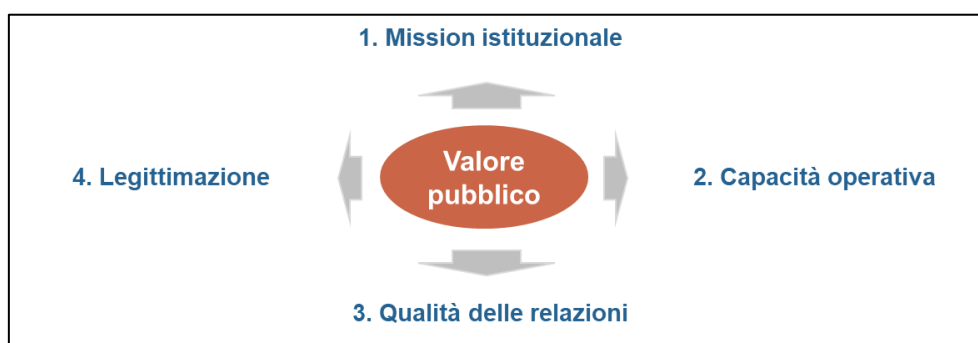 1. Mission istituzionale
4. Legittimazione
Valore
pubblico
2. Capacità operativa
3. Qualità delle relazioni